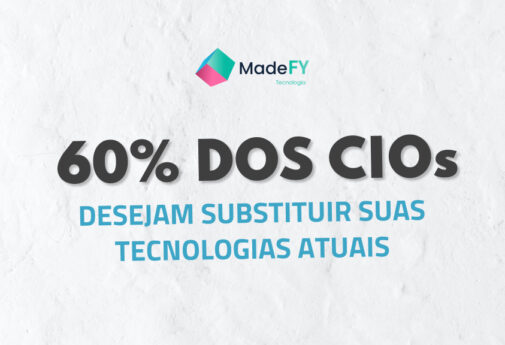 MadeFY
Tecnologia
60% DOS CIOs
DESEJAM SUBSTITUIR SUAS
TECNOLOGIAS ATUAIS